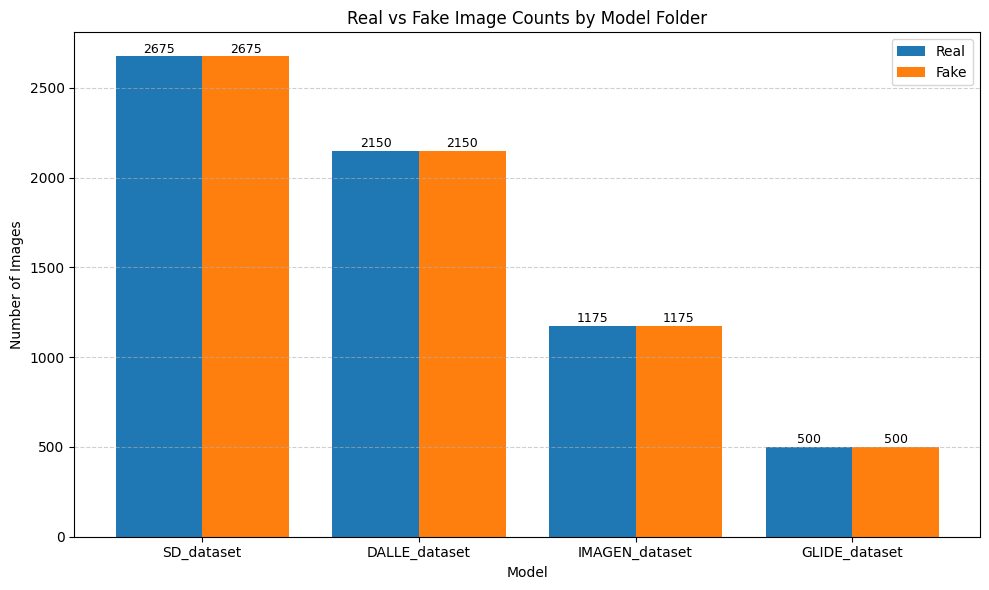 Real vs Fake Image Counts by Model Folder
Real
Fake
Number of Images
2500
2000
1500
1000
500
0
2675 2675
2150 2150
1175 1175
500 500
SD_dataset DALLE_dataset IMAGEN_dataset GLIDE_dataset
Model